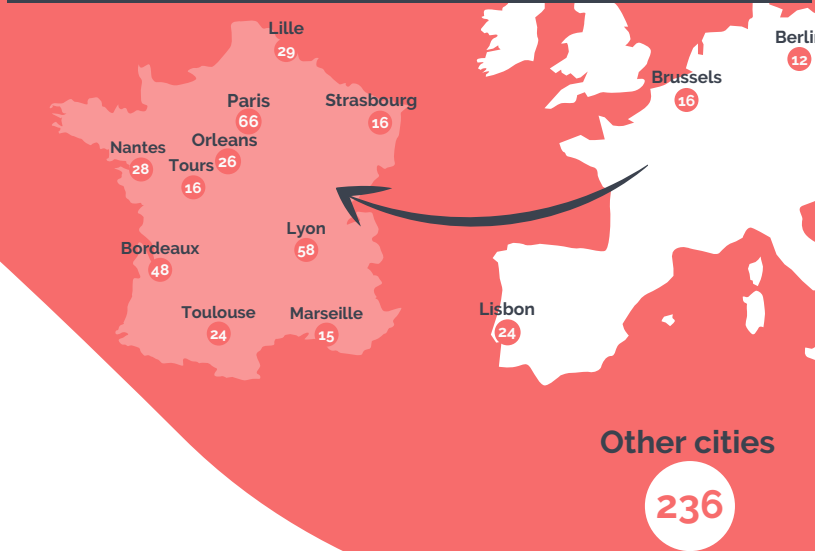 Lille
29
Paris
66
Strasbourg
16
Orleans
26
Nantes
28
Tours
16
Lyon
58
Bordeaux
48
Toulouse
24
Marseille
15
Berli
12
Brussels
16
Lisbon
24
Other cities
236